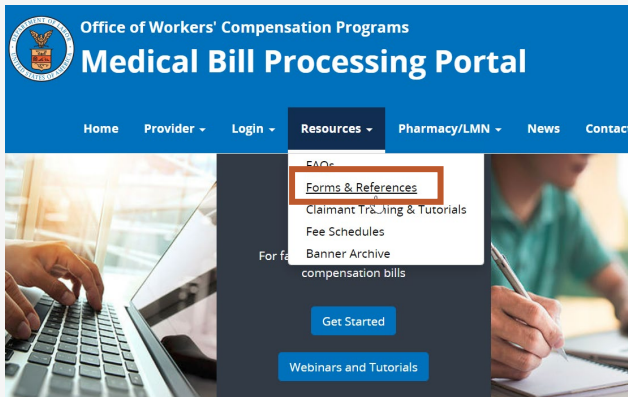 Office of Workers' Compensation Programs
Medical Bill Processing Portal
Home Provider Login Resources Pharmacy/LMN News Contact
FAQs
Forms & References
Claimant Training & Tutorials
Fee Schedules
Banner Archive
For fa
compensation bills
Get Started
Webinars and Tutorials